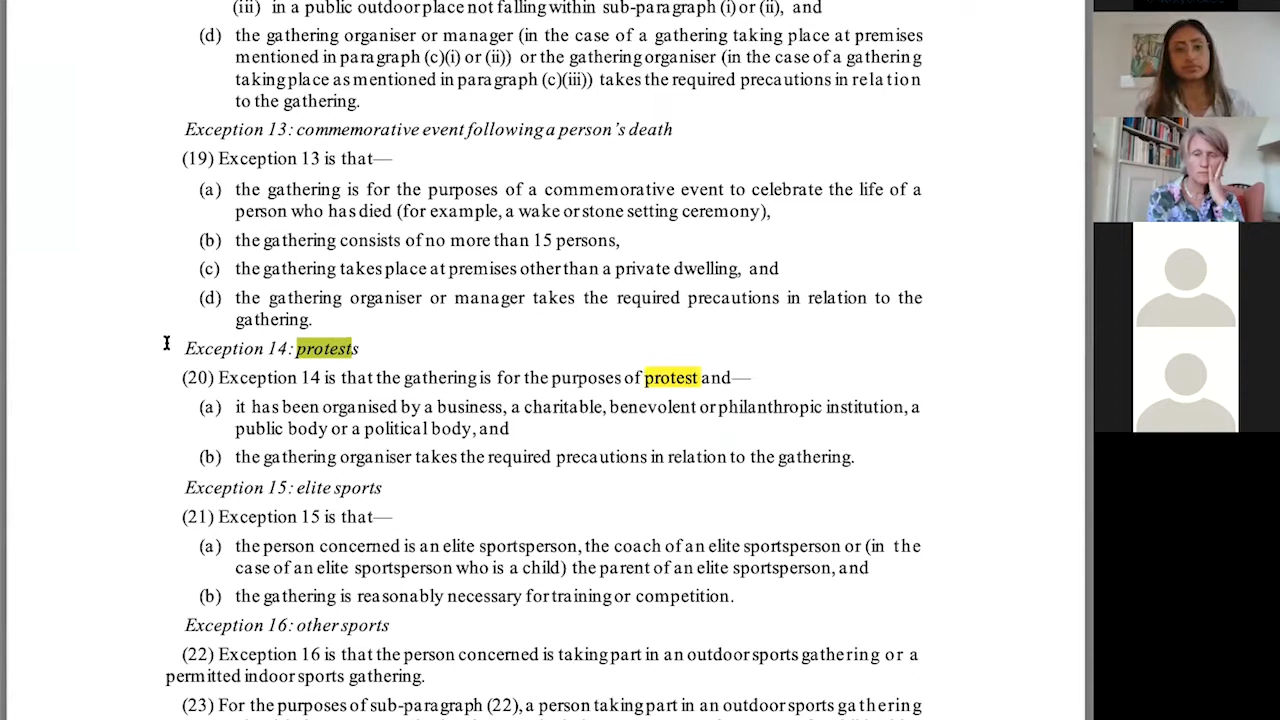 (iii) in a public outdoor place not falling within sub-paragraph (i) or (ii), and
(d) the gathering organiser or manager (in the case of a gathering taking place at premises
mentioned in paragraph (c)(i) or (ii)) or the gathering organiser (in the case of a gathering
taking place as mentioned in paragraph (c)(iii)) takes the required precautions in relation
to the gathering.
Exception 13: commemorative event following a person's death
(19) Exception 13 is that—
(a) the gathering is for the purposes of a commemorative event to celebrate the life of a
person who has died (for example, a wake or stone setting ceremony),
(b) the gathering consists of no more than 15 persons,
(c) the gathering takes place at premises other than a private dwelling, and
(d) the gathering organiser or manager takes the required precautions in relation to the
gathering.
Exception 14: protests
(20) Exception 14 is that the gathering is for the purposes of protest and—
(a) it has been organised by a business, a charitable, benevolent or philanthropic institution, a
public body or a political body, and
(b) the gathering organiser takes the required precautions in relation to the gathering.
Exception 15: elite sports
(21) Exception 15 is that—
(a) the person concerned is an elite sportsperson, the coach of an elite sportsperson or (in the
case of an elite sportsperson who is a child) the parent of an elite sportsperson, and
(b) the gathering is reasonably necessary for training or competition.
Exception 16: other sports
(22) Exception 16 is that the person concerned is taking part in an outdoor sports gathering or a
permitted indoor sports gathering.
(23) For the purposes of sub-paragraph (22), a person taking part in an outdoor sports gathering